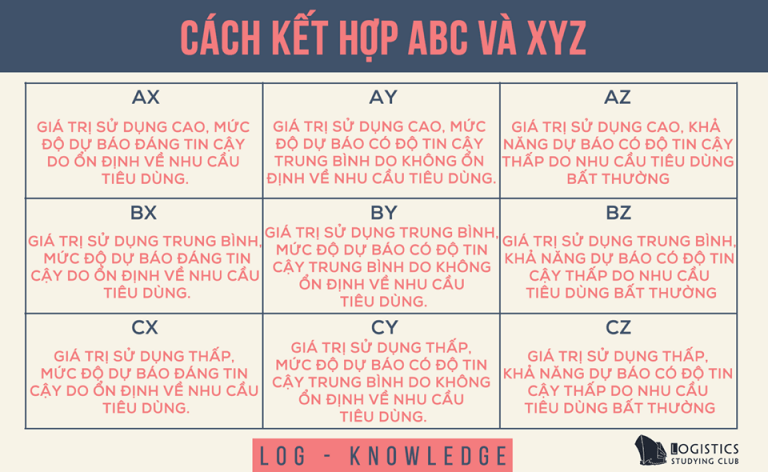 CÁCH KẾT HỢP ABC VÀ XYZ
AX
GIÁ TRỊ SỬ DỤNG CAO, MỨC
ĐỘ DỰ BÁO ĐÁNG TIN CẬY
DO ỔN ĐỊNH VỀ NHU CẦU
TIÊU DÙNG.
AY
GIÁ TRỊ SỬ DỤNG CAO, MỨC
ĐỘ DỰ BÁO CÓ ĐỘ TIN CẬY
TRUNG BÌNH DO KHÔNG ỔN
ĐỊNH VỀ NHU CẦU TIÊU DÙNG.
AZ
GIÁ TRỊ SỬ DỤNG CAO, KHẢ
NĂNG DỰ BÁO CÓ ĐỘ TIN CẬY
THẤP DO NHU CẦU TIÊU DÙNG
BẤT THƯỜNG
BX
GIÁ TRỊ SỬ DỤNG TRUNG BÌNH,
MỨC ĐỘ DỰ BÁO ĐÁNG TIN
CẬY DO ỔN ĐỊNH VỀ NHU CẦU
TIÊU DÙNG.
BY
GIÁ TRỊ SỬ DỤNG TRUNG BÌNH,
MỨC ĐỘ DỰ BÁO CÓ ĐỘ TIN
CẬY TRUNG BÌNH DO KHÔNG
ỔN ĐỊNH VỀ NHU CẦU
TIÊU DÙNG.
BZ
GIÁ TRỊ SỬ DỤNG TRUNG BÌNH,
KHẢ NĂNG DỰ BÁO CÓ ĐỘ TIN
CẬY THẤP DO NHU CẦU
TIÊU DÙNG BẤT THƯỜNG
CX
GIÁ TRỊ SỬ DỤNG THẤP,
MỨC ĐỘ DỰ BÁO ĐÁNG TIN
CẬY DO ỔN ĐỊNH VỀ NHU CẦU
TIÊU DÙNG.
CY
GIÁ TRỊ SỬ DỤNG THẤP,
MỨC ĐỘ DỰ BÁO CÓ ĐỘ TIN
CẬY TRUNG BÌNH DO KHÔNG
ỔN ĐỊNH VỀ NHU CẦU
TIÊU DÙNG.
CZ
GIÁ TRỊ SỬ DỤNG THẤP,
KHẢ NĂNG DỰ BÁO CÓ ĐỘ TIN
CẬY THẤP DO NHU CẦU
TIÊU DÙNG BẤT THƯỜNG
LOG - KNOWLEDGE
LOGISTICS
STUDYING CLUB